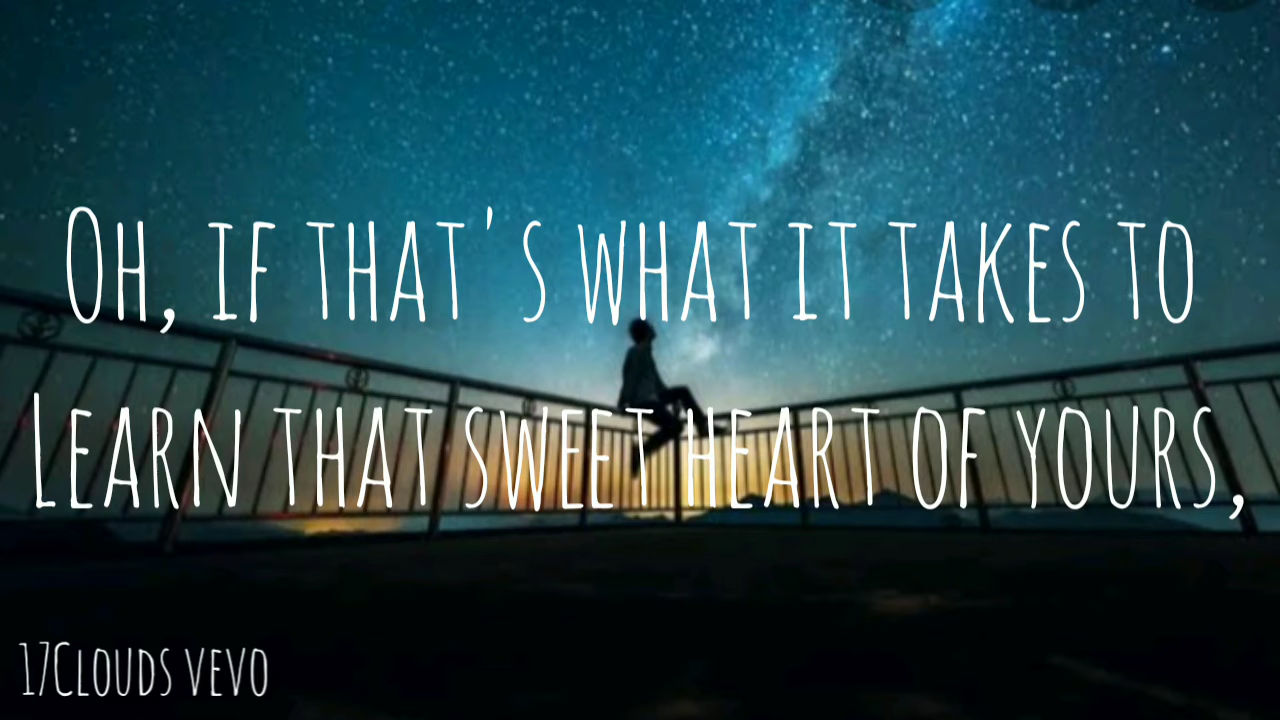 Oh, if that's what it takes to
Learn that sweet heart of yours,
17Clouds vevo